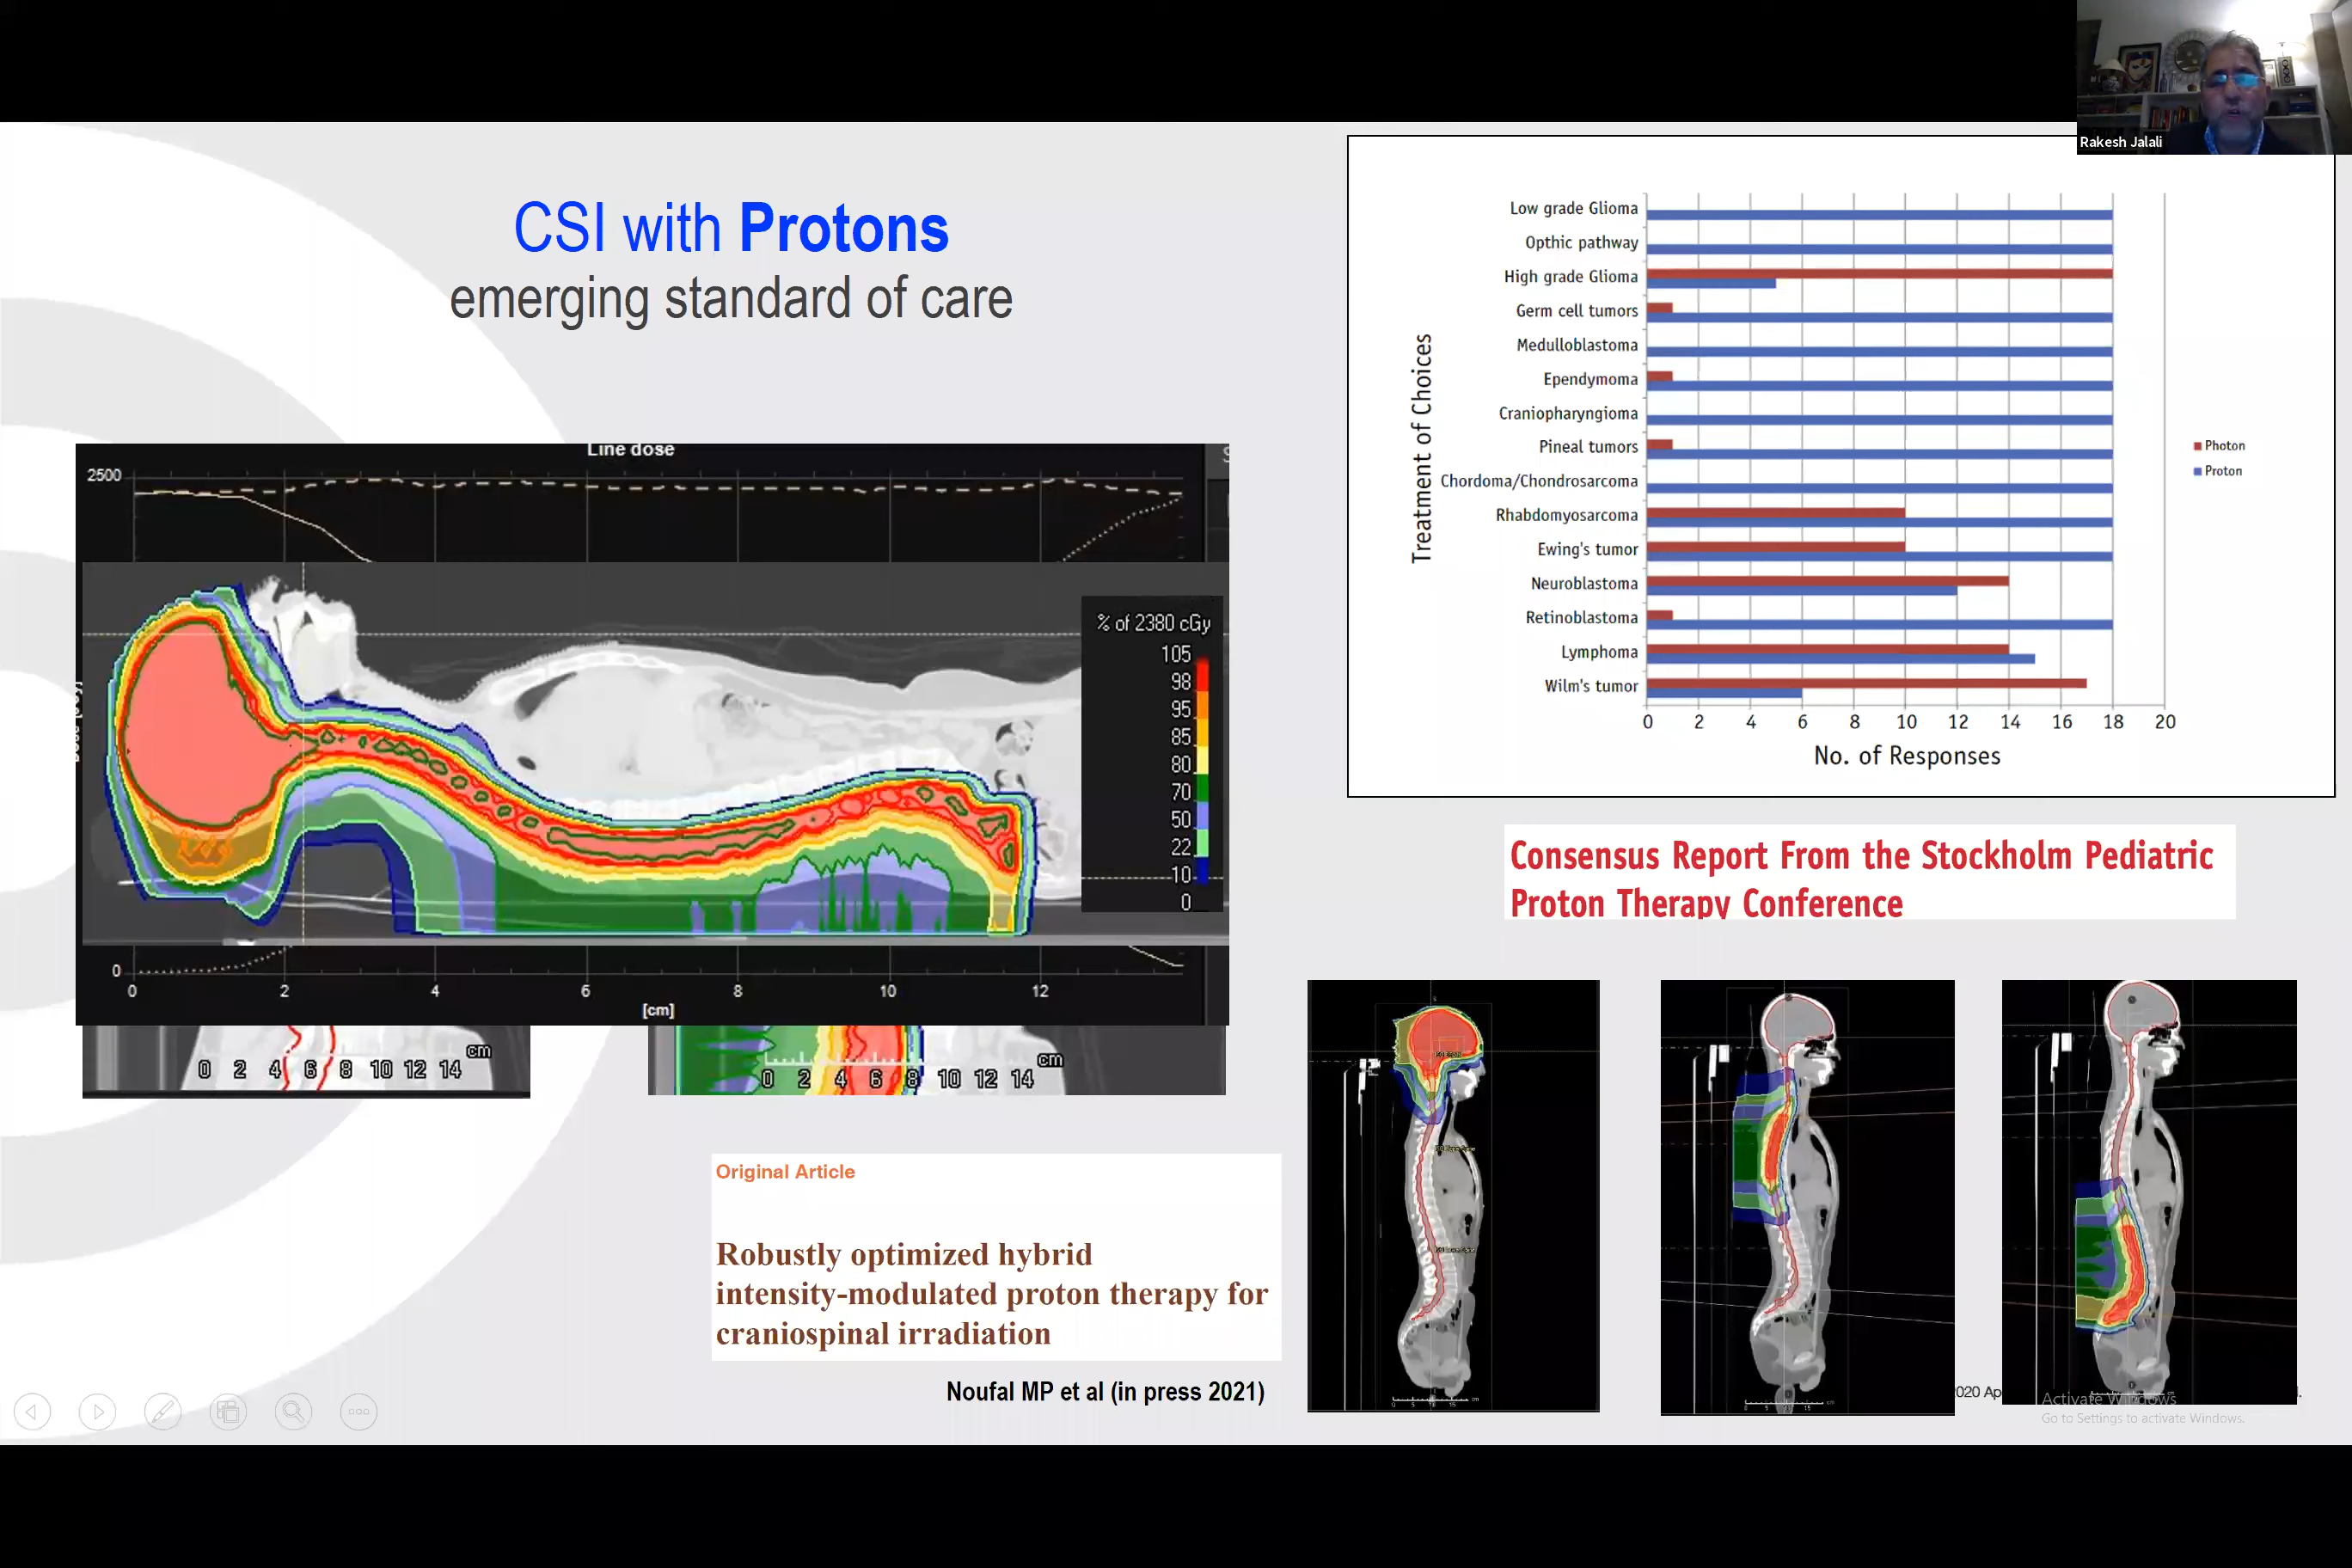 Rakesh Jalali
CSI with Protons
emerging standard of care
Line dose
2500
% of 2380 cGy
105
98
95
85
80
70
50
22
10
0
0
0 2 4 6 8 10 12
[cm]
0 2 4 6 8 10 12 14 cm
0 2 4 6 8 10 12 14 cm
Treatment of Choices
Low grade Glioma
Opthic pathway
High grade Glioma
Germ cell tumors
Medulloblastoma
Ependymoma
Craniopharyngioma
Pineal tumors
Chordoma/Chondrosarcoma
Rhabdomyosarcoma
Ewing's tumor
Neuroblastoma
Retinoblastoma
Lymphoma
Wilm's tumor
0 2 4 6 8 10 12 14 16 18 20
No. of Responses
Photon
Proton
Consensus Report From the Stockholm Pediatric
Proton Therapy Conference
Original Article
Robustly optimized hybrid
intensity-modulated proton therapy for
craniospinal irradiation
Noufal MP et al (in press 2021)
Activate Windows
Go to Settings to activate Windows.